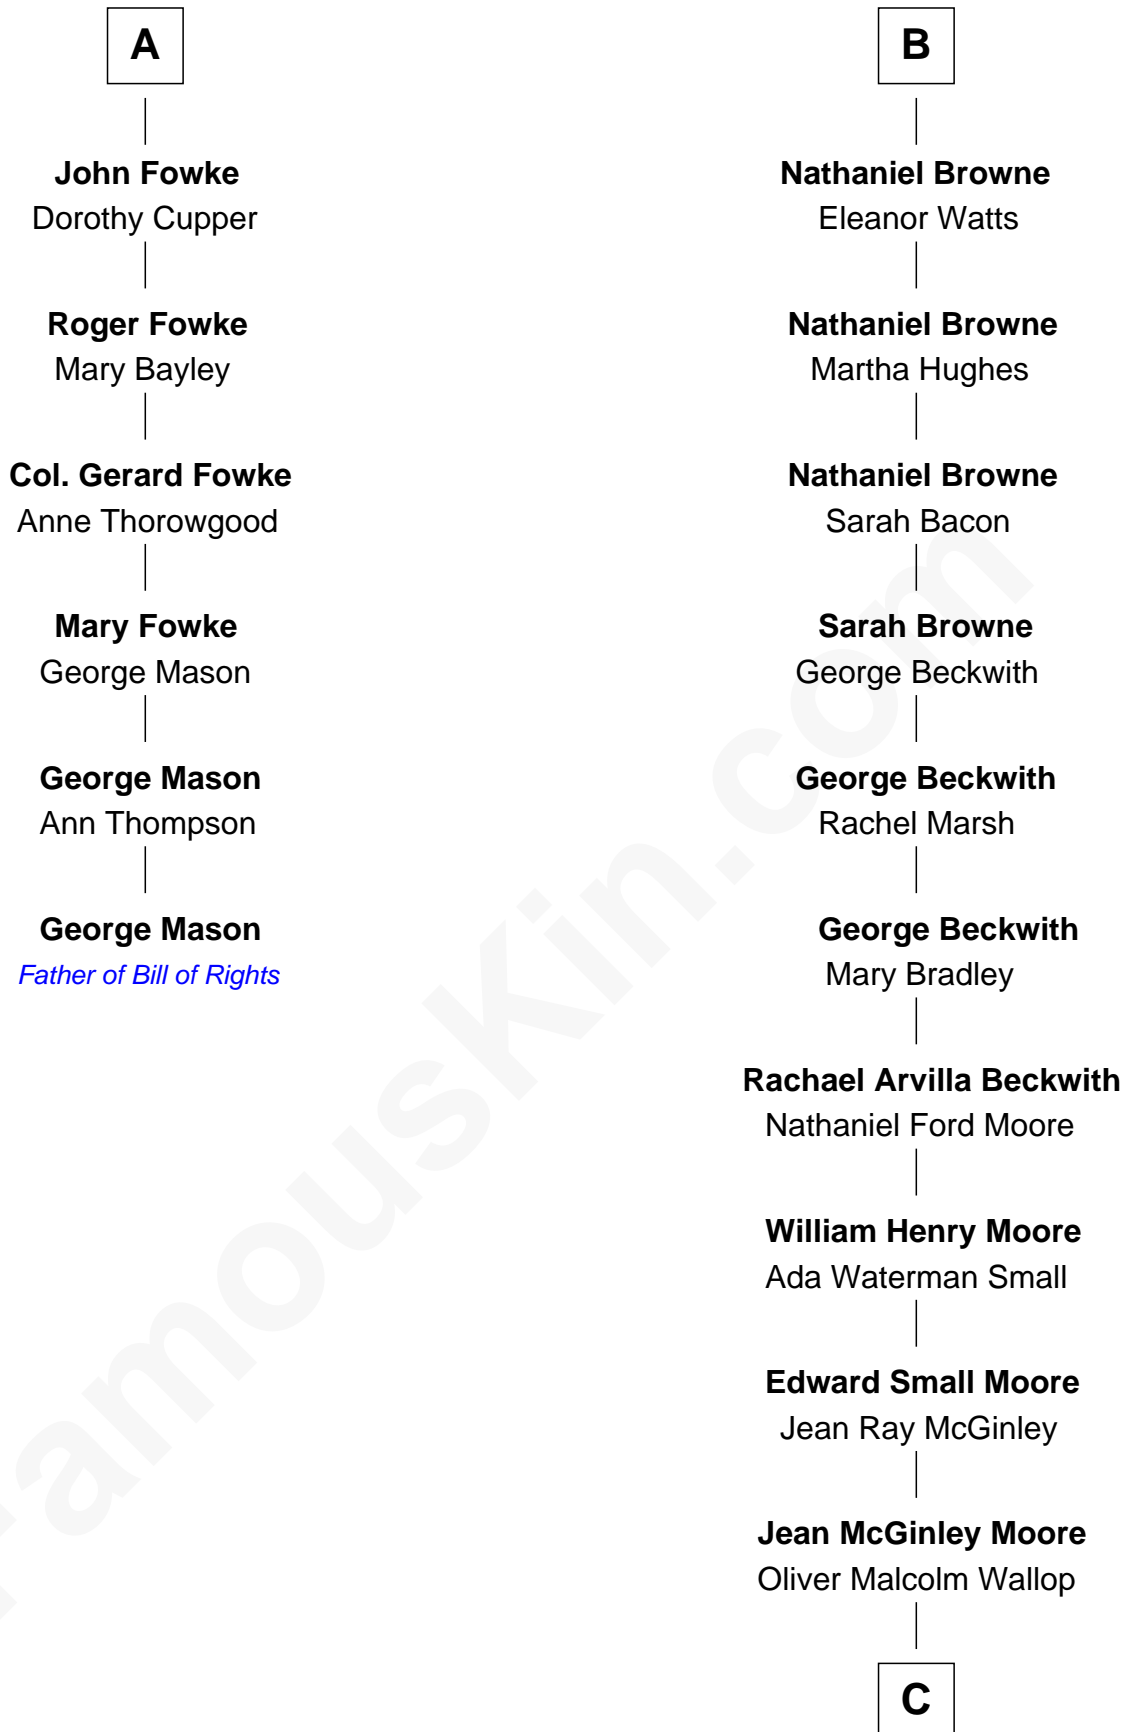 A
John Fowke
Dorothy Cupper
Roger Fowke
Mary Bayley
Col. Gerard Fowke
Anne Thorowgood
Mary Fowke
George Mason
George Mason
Ann Thompson
George Mason
Father of Bill of Rights
B
Nathaniel Browne
Eleanor Watts
Nathaniel Browne
Martha Hughes
Nathaniel Browne
Sarah Bacon
Sarah Browne
George Beckwith
George Beckwith
Rachel Marsh
George Beckwith
Mary Bradley
Rachael Arvilla Beckwith
Nathaniel Ford Moore
William Henry Moore
Ada Waterman Small
Edward Small Moore
Jean Ray McGinley
Jean McGinley Moore
Oliver Malcolm Wallop
C
FamousKin.com